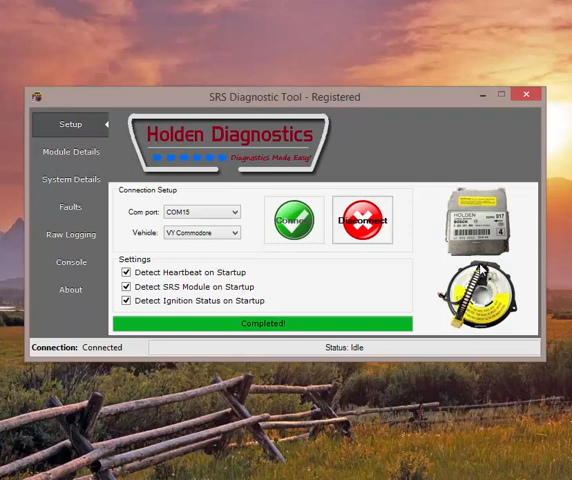 SRS Diagnostic Tool - Registered
Setup
Module Details
System Details
Faults
Raw Logging
Console
About
Holden Diagnostics
Diagnostics Made Easy!
Connection Setup
Com port: COM15
Vehicle: VY Commodore
Connect
Disconnect
HOLDEN
BOSCH
017
4
Settings
Detect Heartbeat on Startup
Detect SRS Module on Startup
Detect Ignition Status on Startup
Completed!
Connection: Connected
Status: Idle